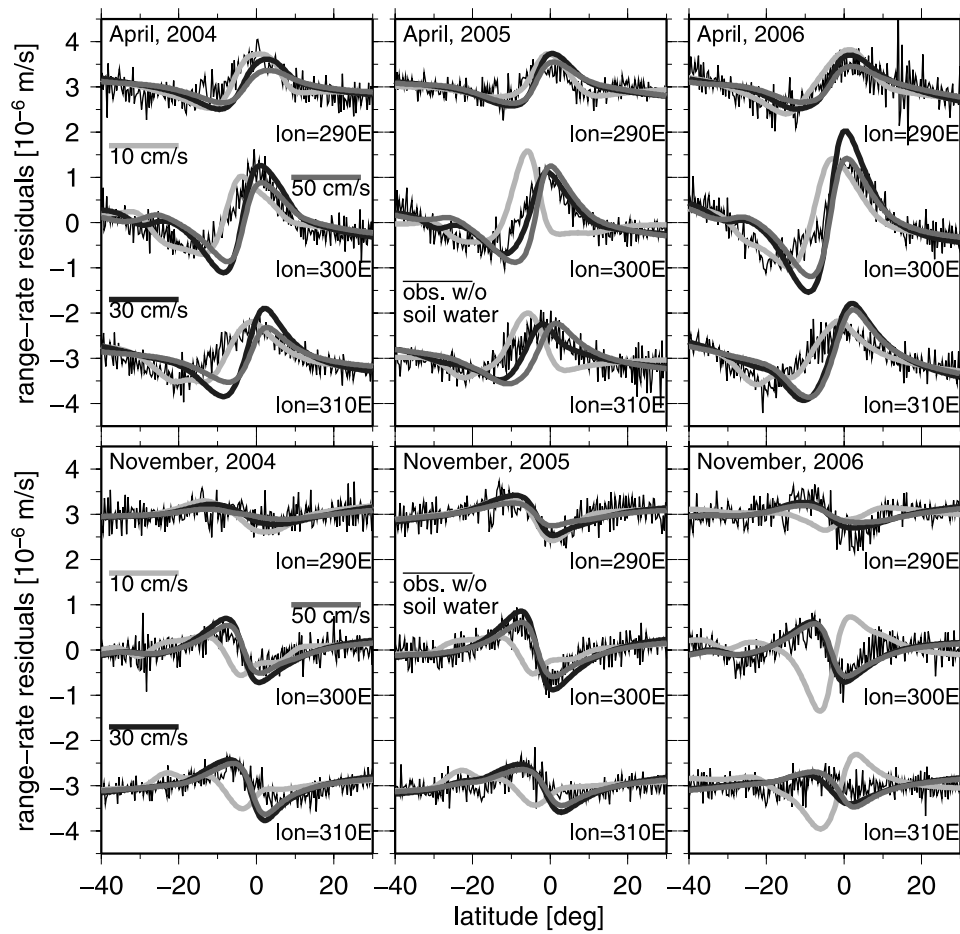 April, 2004
April, 2005
April, 2006
range−rate residuals [10−6 m/s]
4
3
2
1
0
−1
−2
−3
−4
lon=290E
lon=290E
lon=290E
10 cm/s
50 cm/s
lon=300E
lon=300E
lon=300E
30 cm/s
obs. w/o
soil water
lon=310E
lon=310E
lon=310E
November, 2004
November, 2005
November, 2006
range−rate residuals [10−6 m/s]
4
3
2
1
0
−1
−2
−3
−4
lon=290E
lon=290E
lon=290E
10 cm/s
50 cm/s
obs. w/o
soil water
lon=300E
lon=300E
lon=300E
30 cm/s
lon=310E
lon=310E
lon=310E
−40 −20 0 20 −40 −20 0 20 −40 −20 0 20
latitude [deg]